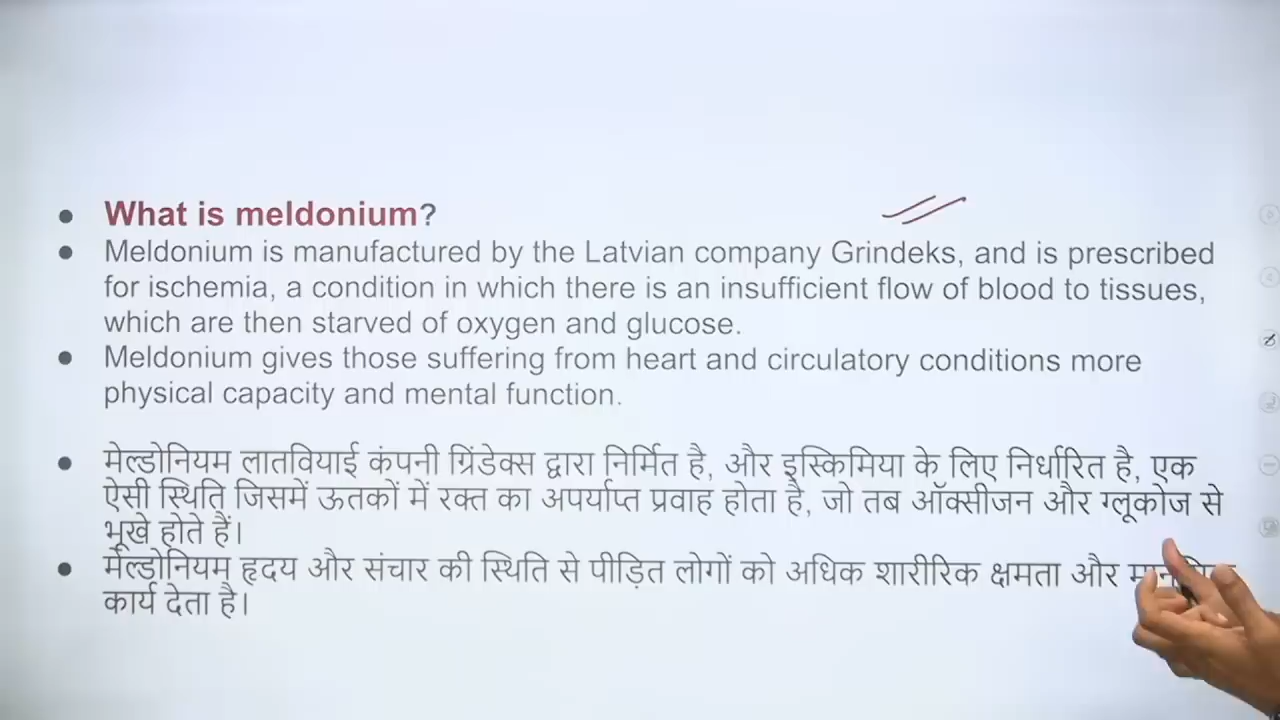 What is meldonium?
Meldonium is manufactured by the Latvian company Grindeks, and is prescribed
for ischemia, a condition in which there is an insufficient flow of blood to tissues,
which are then starved of oxygen and glucose.
Meldonium gives those suffering from heart and circulatory conditions more
physical capacity and mental function.
मेल्डोनियम लातवियाई कंपनी ग्रिंडेक्स द्वारा निर्मित है, और इस्किमिया के लिए निर्धारित है, एक
ऐसी स्थिति जिसमें ऊतकों में रक्त का अपर्याप्त प्रवाह होता है, जो तब ऑक्सीजन और ग्लूकोज से
भूखे होते हैं।
मेल्डोनियम हृदय और संचार की स्थिति से पीड़ित लोगों को अधिक शारीरिक क्षमता और
कार्य देता है।